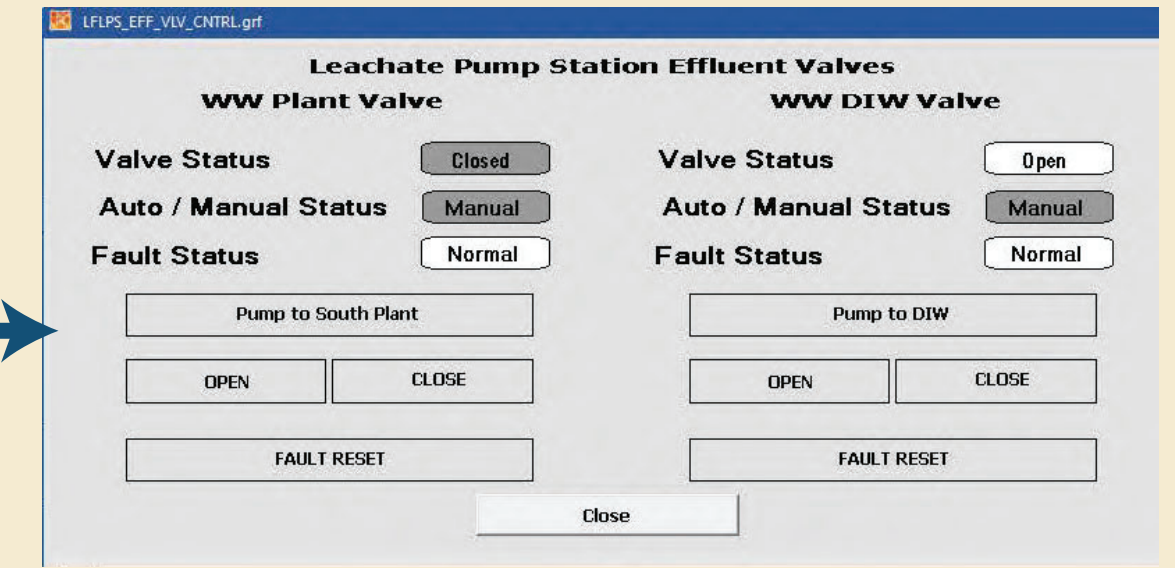 LFLPS_EFF_VLV_CNTRL.grf
Leachate Pump Station Effluent Valves
WW Plant Valve WW DIW Valve
Valve Status Closed Valve Status Open
Auto / Manual Status Manual Auto / Manual Status Manual
Fault Status Normal Fault Status Normal
Pump to South Plant Pump to DIW
OPEN CLOSE OPEN CLOSE
FAULT RESET FAULT RESET
Close